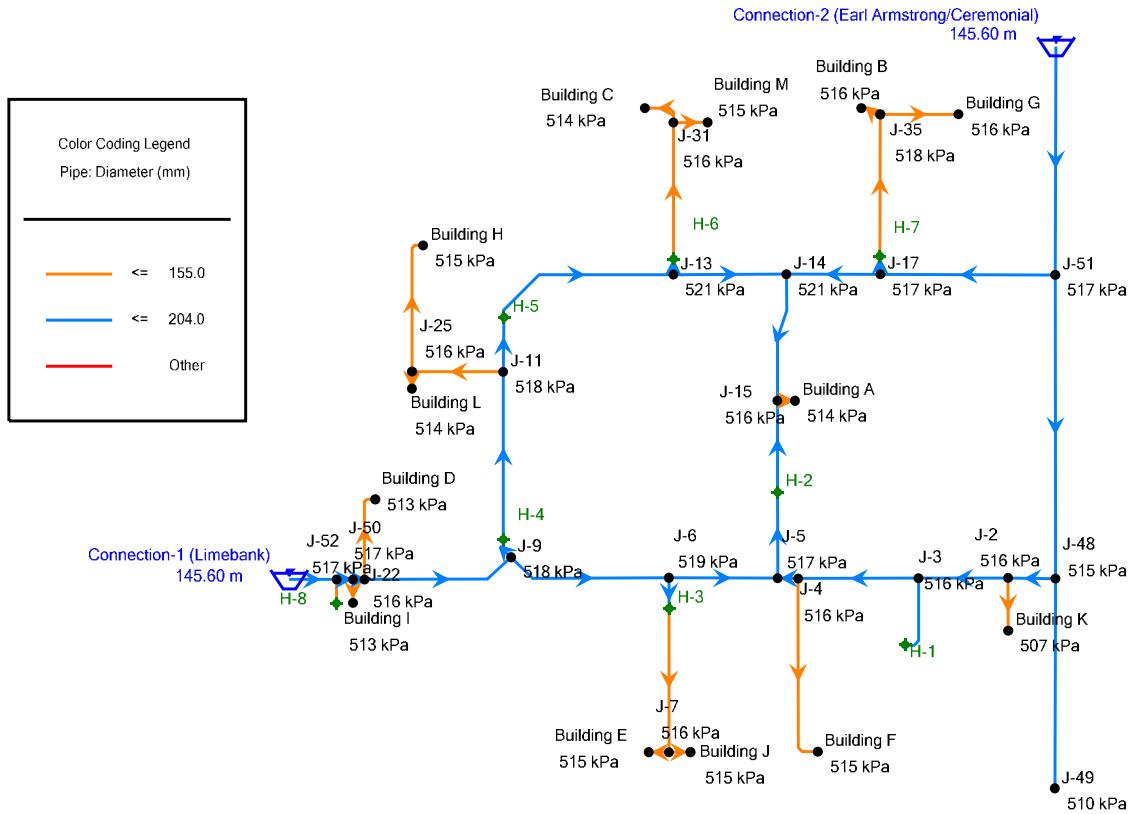 Connection-2 (Earl Armstrong/Ceremonial)
145.60 m
Color Coding Legend
Pipe: Diameter (mm)
<= 155.0
<= 204.0
Other
Building C
514 kPa
Building M
515 kPa
J-31
516 kPa
H-6
Building B
516 kPa
Building G
516 kPa
J-35
518 kPa
H-7
Building H
515 kPa
J-13
521 kPa
J-14
521 kPa
J-17
517 kPa
J-51
517 kPa
H-5
J-25
516 kPa
J-11
518 kPa
Building L
514 kPa
J-15
516 kPa
Building A
514 kPa
Building D
513 kPa
H-2
H-4
J-50
517 kPa
J-52
517 kPa
Connection-1 (Limebank)
145.60 m
J-22
516 kPa
H-8
Building I
513 kPa
J-9
518 kPa
J-6
519 kPa
J-5
517 kPa
J-4
516 kPa
J-3
516 kPa
J-2
516 kPa
J-48
515 kPa
H-3
H-1
Building K
507 kPa
J-7
516 kPa
Building E
515 kPa
Building J
515 kPa
Building F
515 kPa
J-49
510 kPa